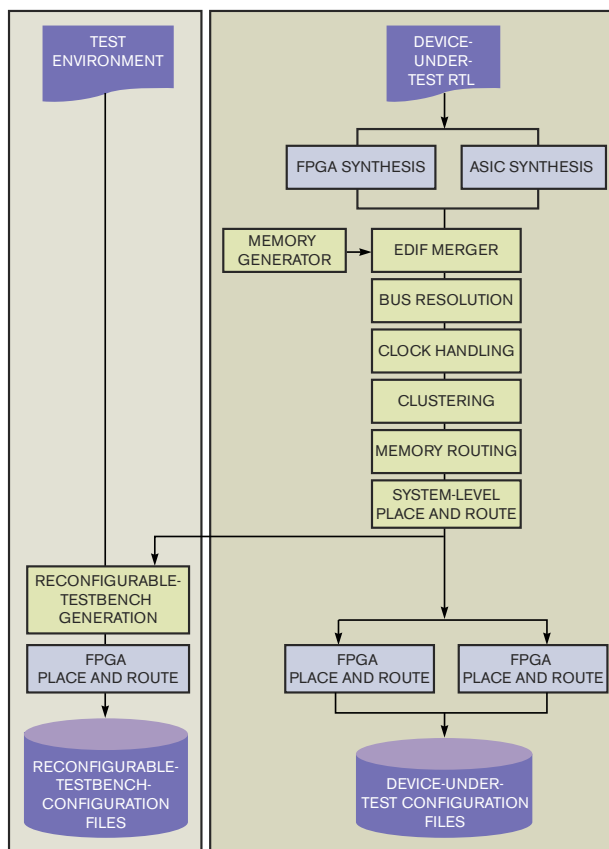 TEST
ENVIRONMENT
DEVICE-
UNDER-
TEST RTL
FPGA SYNTHESIS
ASIC SYNTHESIS
MEMORY
GENERATOR
EDIF MERGER
BUS RESOLUTION
CLOCK HANDLING
CLUSTERING
MEMORY ROUTING
SYSTEM-LEVEL
PLACE AND ROUTE
RECONFIGURABLE-
TESTBENCH
GENERATION
FPGA
PLACE AND ROUTE
FPGA
PLACE AND ROUTE
FPGA
PLACE AND ROUTE
RECONFIGURABLE-
TESTBENCH-
CONFIGURATION
FILES
DEVICE-UNDER-
TEST CONFIGURATION
FILES